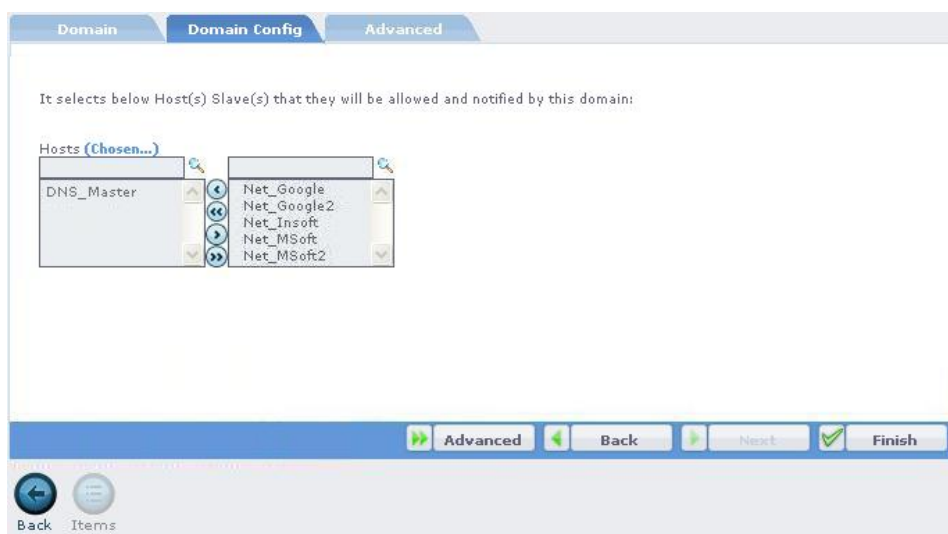 Domain
Domain Config
Advanced
It selects below Host(s) Slave(s) that they will be allowed and notified by this domain:
Hosts (Chosen...)
DNS_Master
Net_Google
Net_Google2
Net_Insoft
Net_MSoft
Net_MSoft2
Advanced
Back
Next
Finish
Back
Items